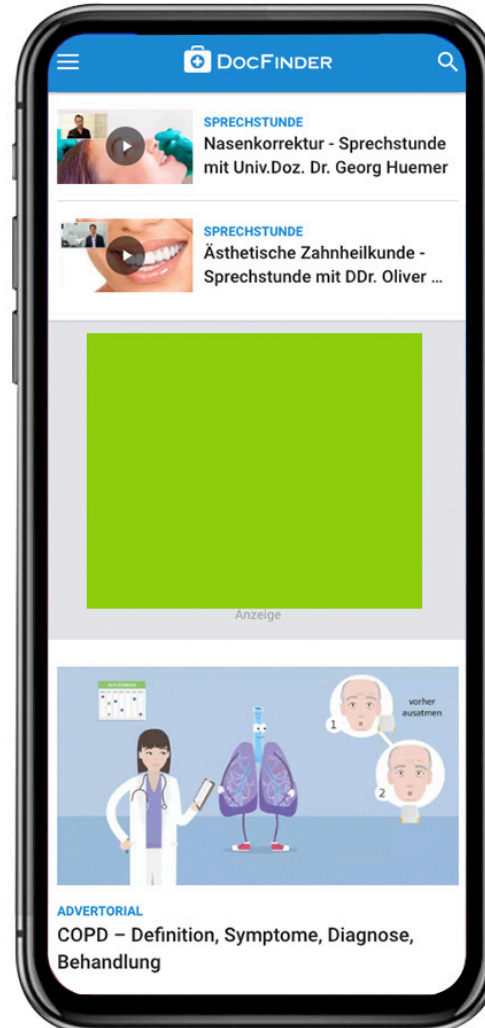 DOCFINDER
SPRECHSTUNDE
Nasenkorrektur - Sprechstunde
mit Univ.Doz. Dr. Georg Huemer
SPRECHSTUNDE
Ästhetische Zahnheilkunde -
Sprechstunde mit DDr. Oliver ...
Anzeige
NOVEMBER
vorher
ausatmen
1
2
ADVERTORIAL
COPD – Definition, Symptome, Diagnose,
Behandlung